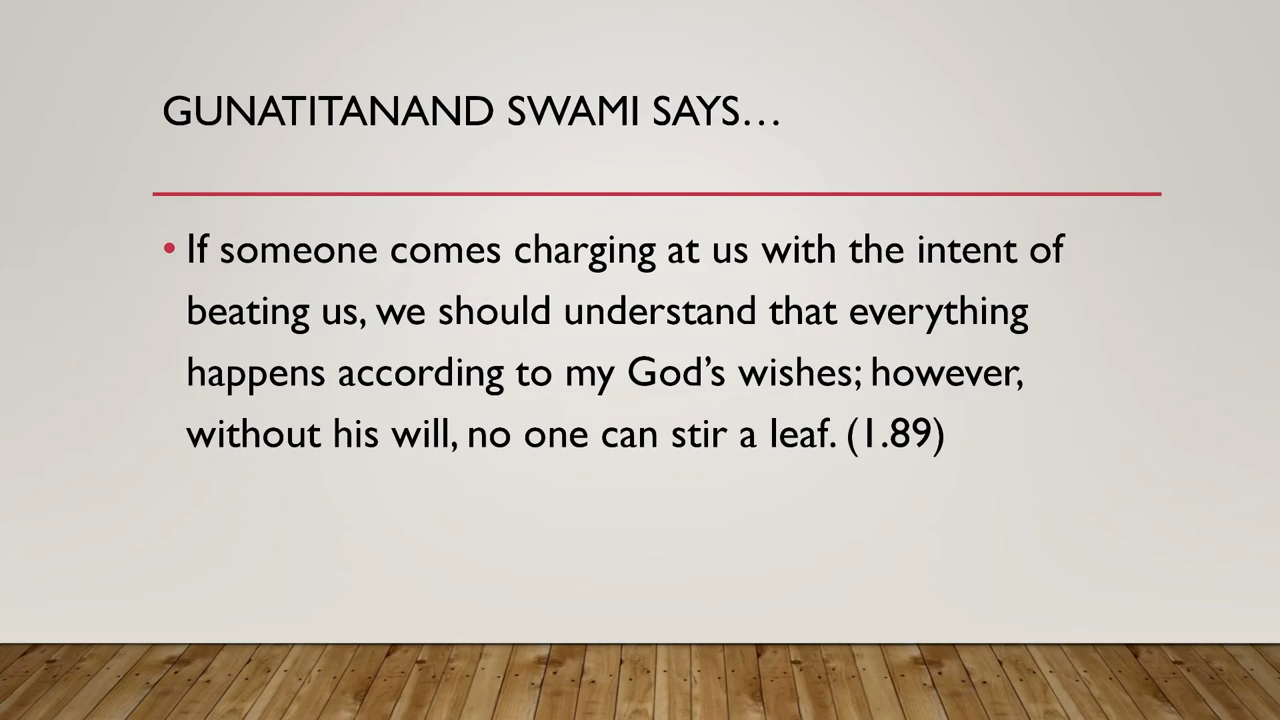 GUNATITANAND SWAMI SAYS…
• If someone comes charging at us with the intent of
beating us, we should understand that everything
happens according to my God’s wishes; however,
without his will, no one can stir a leaf. (1.89)